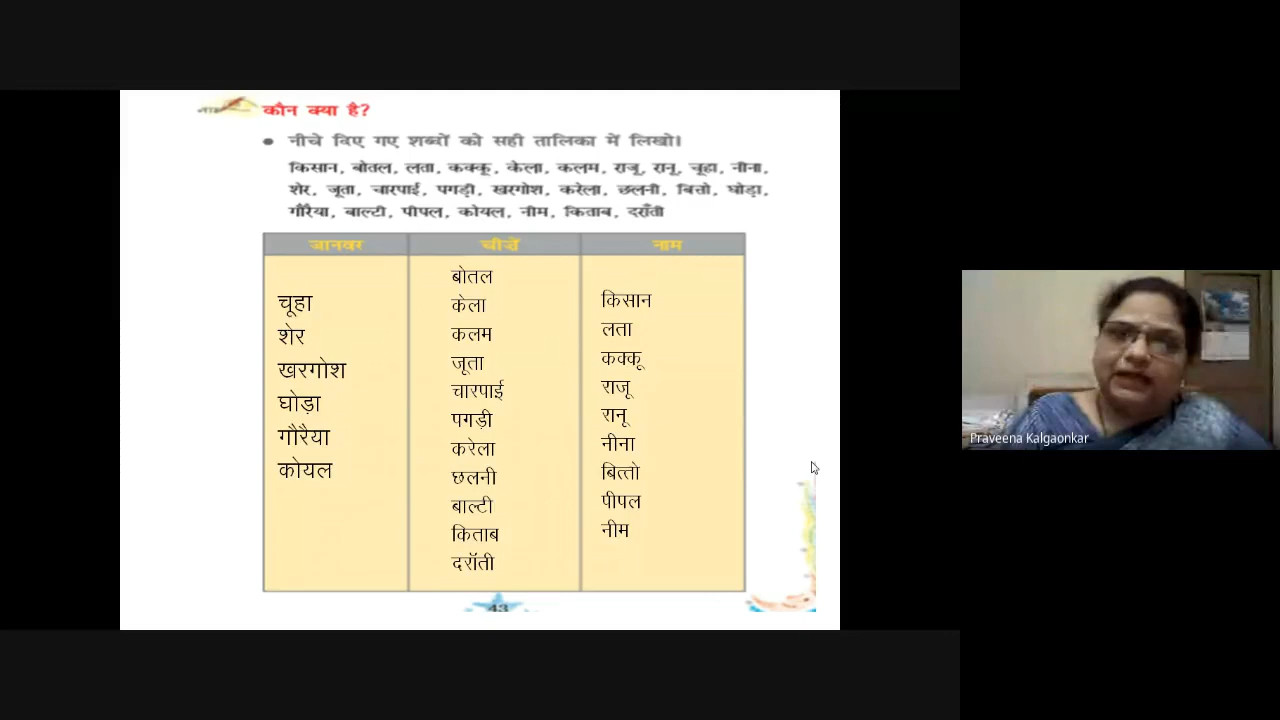 कौन क्या है?
● नीचे दिए गए शब्दों को सही तालिका में लिखो।
किसान, बोतल, लता, कक्कू, केला, कलम, राजू, रानू, चूहा, नीना,
शेर, जूता, चारपाई, पगड़ी, खरगोश, करेला, छलनी, बित्तो, घोड़ा,
गौरैया, बाल्टी, पीपल, कोयल, नीम, किताब, दराँती
जानवर
चूहा
शेर
खरगोश
घोड़ा
गौरैया
कोयल
चीज़ें
बोतल
केला
कलम
जूता
चारपाई
पगड़ी
करेला
छलनी
बाल्टी
किताब
दरॉती
नाम
किसान
लता
कक्कू
राजू
रानू
नीना
बित्तो
पीपल
नीम
43
Praveena Kalgaonkar